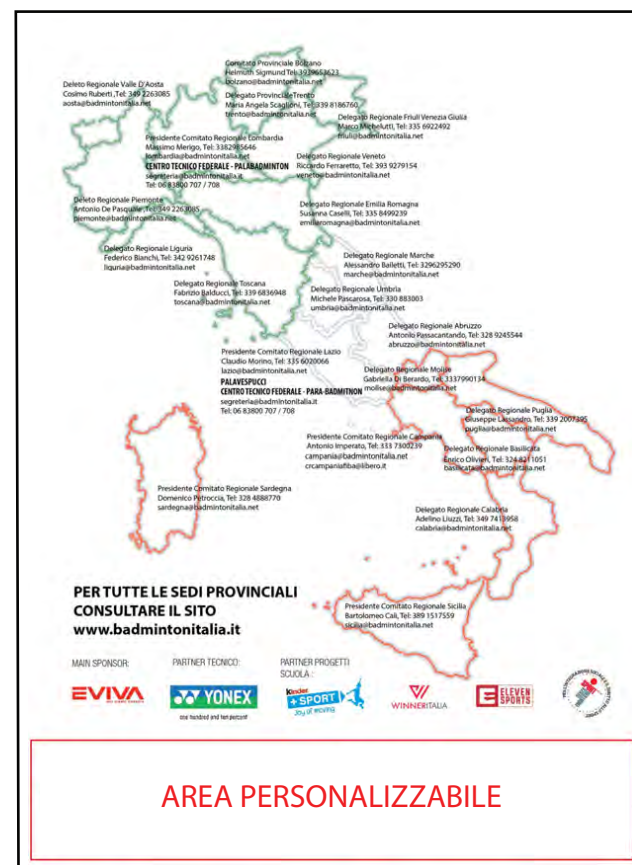 Comitato Provinciale Bolzano
Helmuth Sigmund Tel: 3939653623
bolzano@badmintonitalia.net
Deleto Regionale Valle D'Aosta
Cosimo Ruberti ,Tel: 349 2263085
aosta@badmintonitalia.net
Delegato ProvincialeTrento
Maria Angela Scaglioni, Tel: 339 8186760
trento@badmintonitalia.net
Delegato Regionale Friuli Venezia Giulia
Marco Michelutti, Tel: 335 6922492
friuli@badmintonitalia.net
Presidente Comitato Regionale Lombardia
Massimo Merigo, Tel: 3382985646
lombardia@badmintonitalia.net
CENTRO TECNICO FEDERALE - PALABADMINTON
segreteria@badmintonitalia.it
Tel: 06 83800 707 / 708
Delegato Regionale Veneto
Riccardo Ferraretto, Tel: 393 9279154
veneto@badmintonitalia.net
Deleto Regionale Piemonte
Antonio De Pasquale ,Tel: 349 2263085
piemonte@badmintonitalia.net
Delegato Regionale Emilia Romagna
Susanna Caselli, Tel: 335 8499239
emiliaromagna@badmintonitalia.net
Delegato Regionale Liguria
Federico Bianchi, Tel: 342 9261748
liguria@badmintonitalia.net
Delegato Regionale Marche
Alessandro Bailetti, Tel: 3296295290
marche@badmintonitalia.net
Delegato Regionale Toscana
Fabrizio Balducci, Tel: 339 6836948
toscana@badmintonitalia.net
Delegato Regionale Umbria
Michele Pascarosa, Tel: 330 883003
umbria@badmintonitalia.net
Delegato Regionale Abruzzo
Antonio Passacantando, Tel: 328 9245544
abruzzo@badmintonitalia.net
Presidente Comitato Regionale Lazio
Claudio Morino, Tel: 335 6020066
lazio@badmintonitalia.net
PALAVESPUCCI
CENTRO TECNICO FEDERALE - PARA-BADMITNON
segreteria@badmintonitalia.it
Tel: 06 83800 707 / 708
Delegato Regionale Molise
Gabriella Di Berardo, Tel: 3337990134
molise@badmintonitalia.net
Delegato Regionale Puglia
Giuseppe Lassandro, Tel: 339 2007395
puglia@badmintonitalia.net
Presidente Comitato Regionale Campania
Antonio Imperato, Tel: 333 7300239
campania@badmintonitalia.net
crcampaniafiba@libero.it
Delegato Regionale Basilicata
Enrico Olivieri, Tel: 324 8211051
basilicata@badmintonitalia.net
Presidente Comitato Regionale Sardegna
Domenico Petroccia, Tel: 328 4888770
sardegna@badmintonitalia.net
Delegato Regionale Calabria
Adelino Liuzzi, Tel: 349 7413958
calabria@badmintonitalia.net
PER TUTTE LE SEDI PROVINCIALI
CONSULTARE IL SITO
www.badmintonitalia.it
Presidente Comitato Regionale Sicilia
Bartolomeo Cali, Tel: 389 1517559
sicilia@badmintonitalia.net
MAIN SPONSOR:
PARTNER TECNICO:
PARTNER PROGETTI
SCUOLA :
EVIVA
YONEX
one hundred and ten percent
Kinder
+SPORT
Joy of moving
WINNERITALIA
ELEVEN
SPORTS
AREA PERSONALIZZABILE